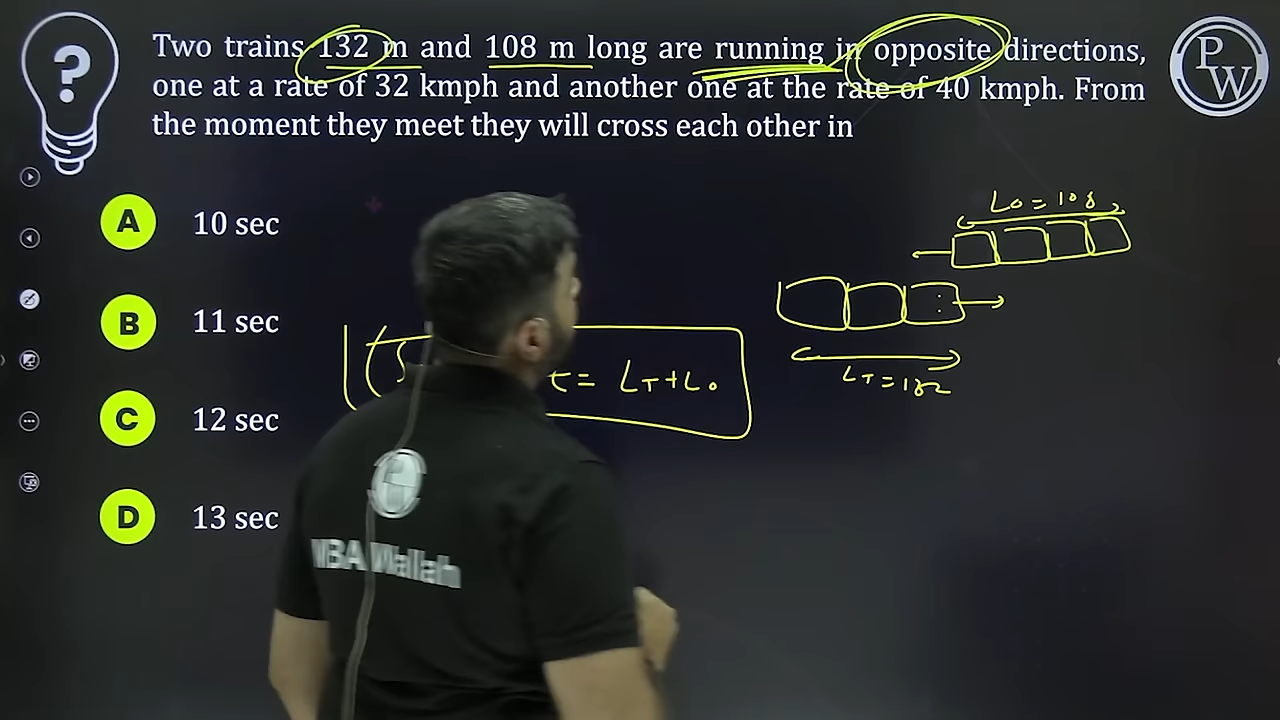 Two trains 132 m and 108 m long are running in opposite directions,
one at a rate of 32 kmph and another one at the rate of 40 kmph. From
the moment they meet they will cross each other in
PW
A 10 sec
B 11 sec
C 12 sec
D 13 sec
Lo = 108
LT = 132
(S t = LT + Lo
MBA Wallah